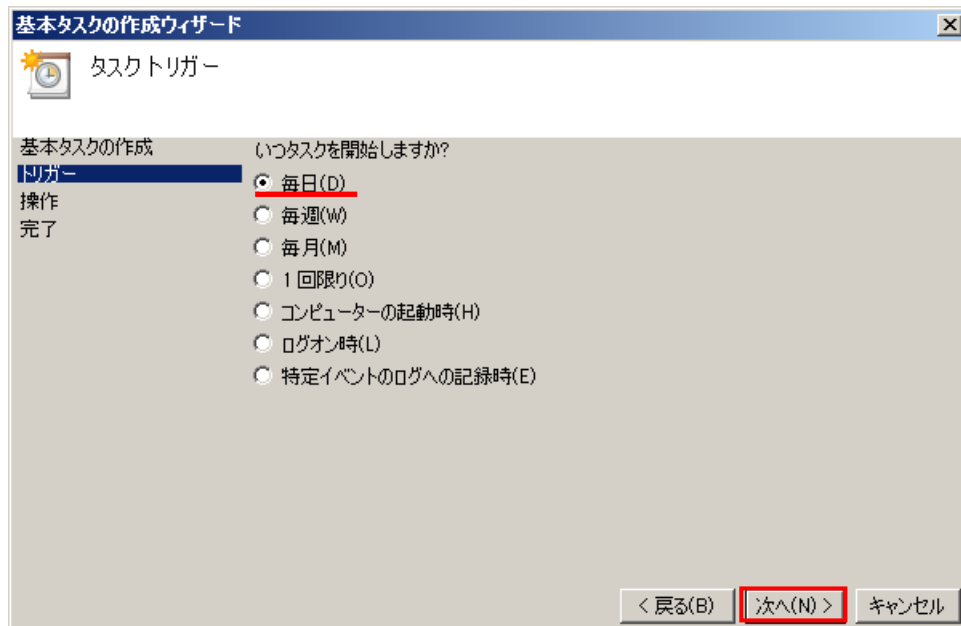 基本タスクの作成ウィザード
タスクトリガー
基本タスクの作成
トリガー
操作
完了
いつタスクを開始しますか?
毎日(D)
毎週(W)
毎月(M)
1 回限り(O)
コンピューターの起動時(H)
ログオン時(L)
特定イベントのログへの記録時(E)
< 戻る(B)
次へ(N) >
キャンセル